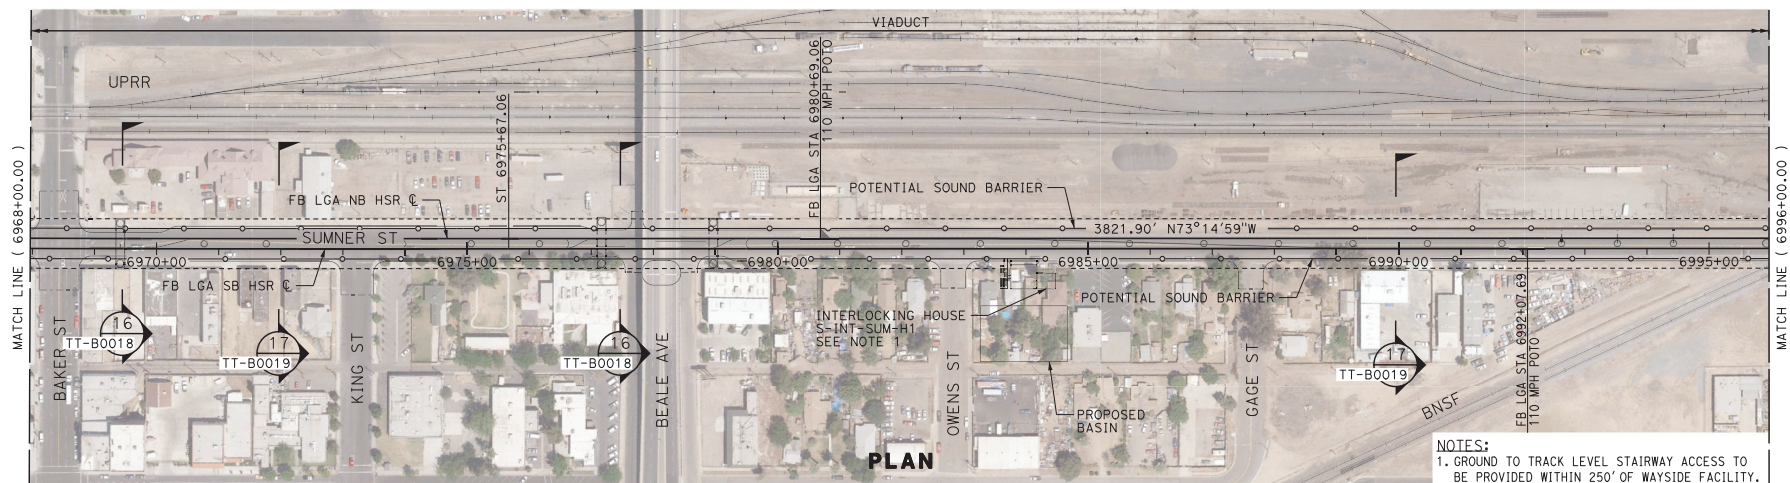 VIADUCT
UPRR
ST 6975+67.06
FB LGA STA 6980+69.06
110 MPH POTO
MATCH LINE ( 6968+00.00 )
MATCH LINE ( 6996+00.00 )
FB LGA NB HSR ℄
POTENTIAL SOUND BARRIER
SUMNER ST
3821.90' N73°14'59"W
6970+00
6975+00
6980+00
6985+00
6990+00
6995+00
FB LGA SB HSR ℄
POTENTIAL SOUND BARRIER
INTERLOCKING HOUSE
S-INT-SUM-H1
SEE NOTE 1
16
TT-B0018
17
TT-B0019
16
TT-B0018
17
TT-B0019
BAKER ST
KING ST
BEALE AVE
OWENS ST
GAGE ST
FB LGA STA 6992+07.69
110 MPH POTO
BNSF
PROPOSED
BASIN
PLAN
NOTES:
1. GROUND TO TRACK LEVEL STAIRWAY ACCESS TO
BE PROVIDED WITHIN 250' OF WAYSIDE FACILITY.